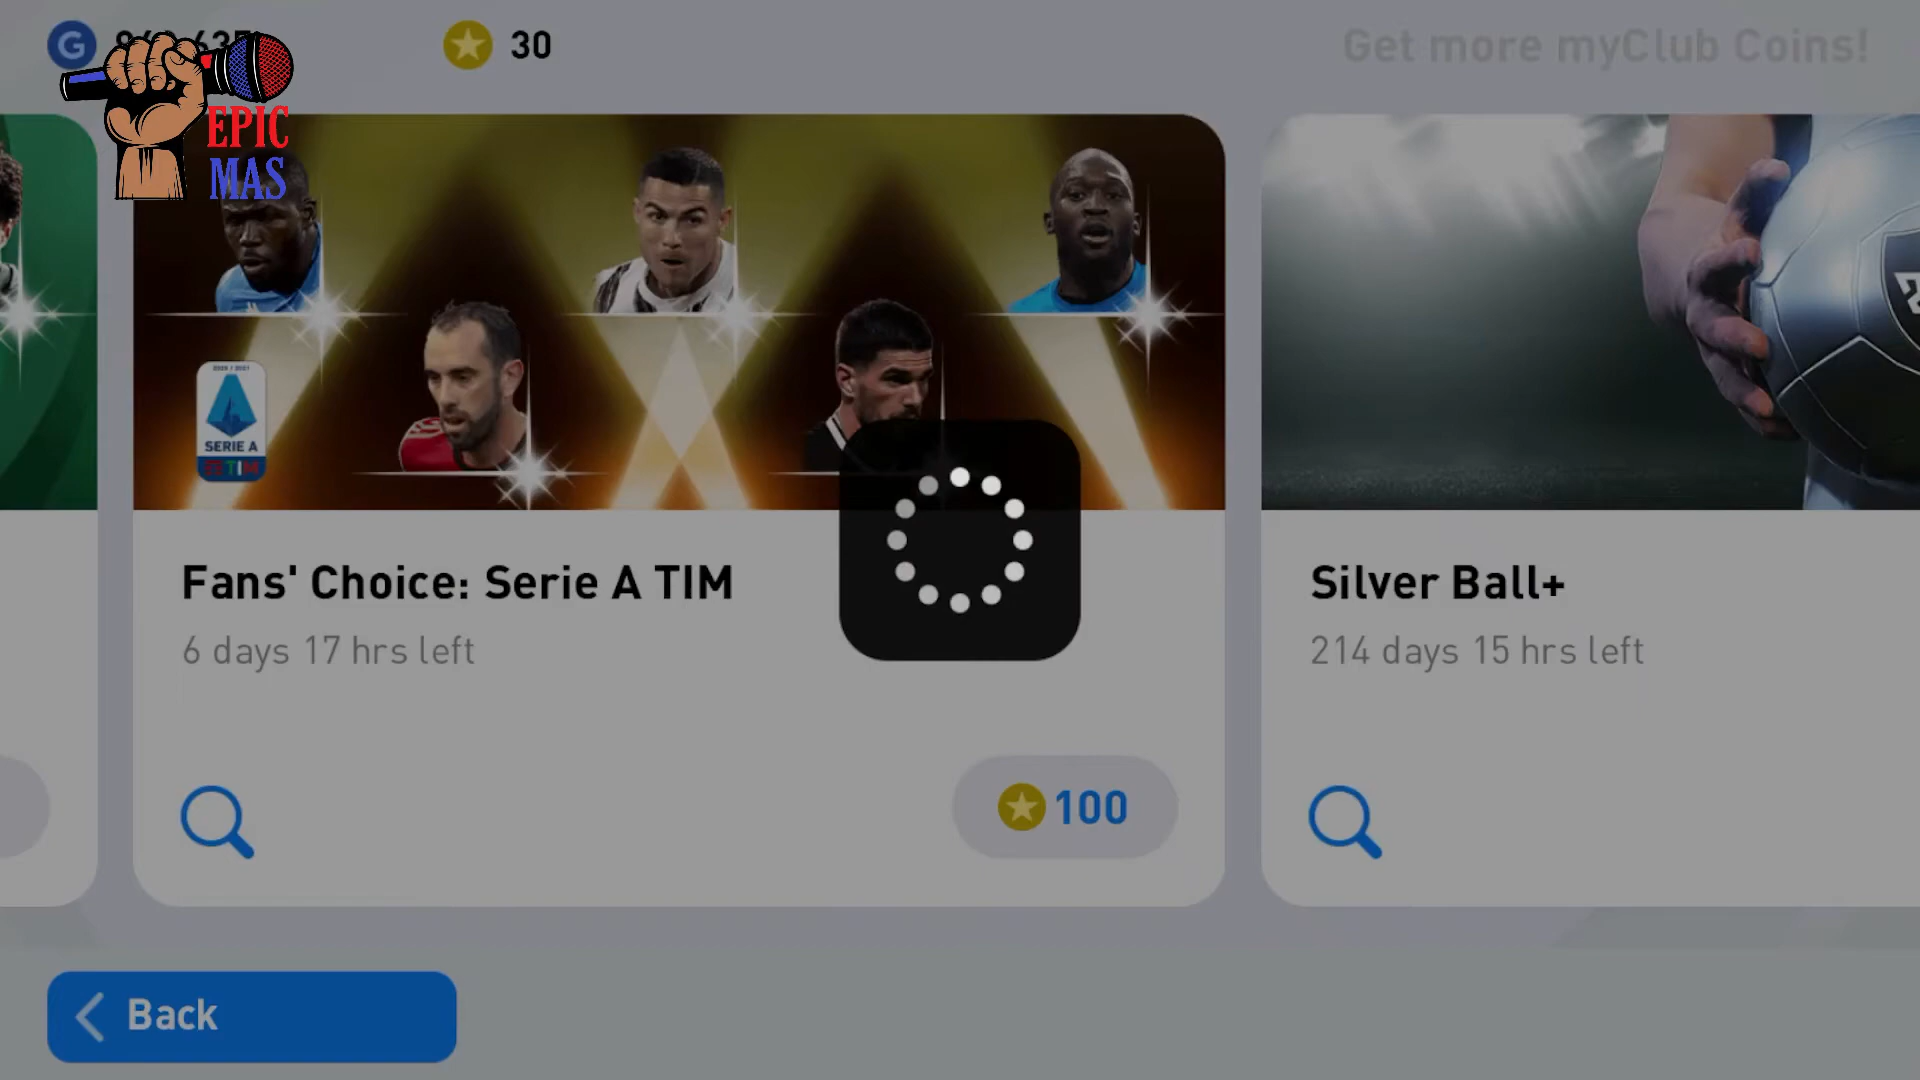 G
30
Get more myClub Coins!
EPIC
MAS
SERIE A
TIM
Fans' Choice: Serie A TIM
6 days 17 hrs left
100
Silver Ball+
214 days 15 hrs left
Back